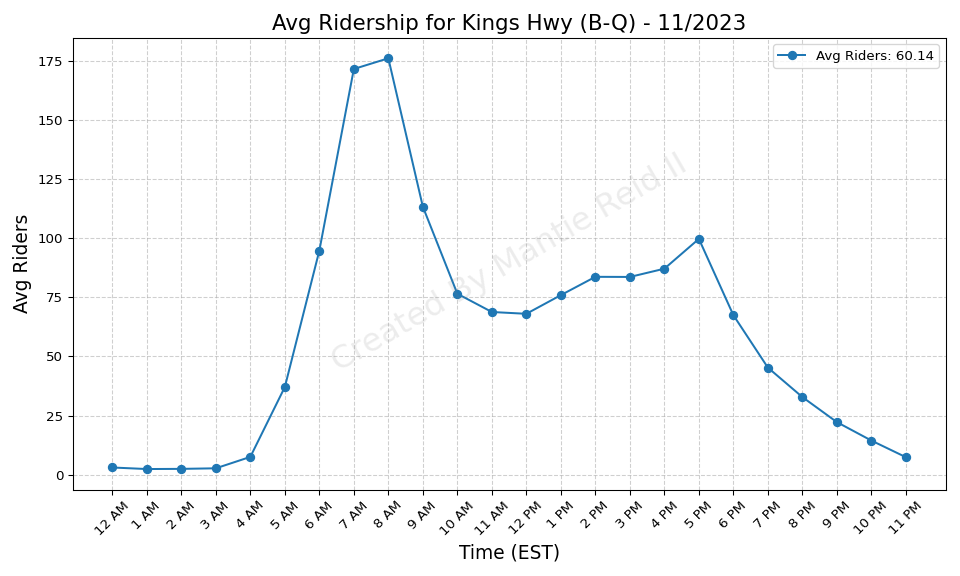 Avg Ridership for Kings Hwy (B-Q) - 11/2023
Avg Riders: 60.14
175
150
125
100
75
50
25
0
Avg Riders
Created By Mantie Reid II
12 AM
1 AM
2 AM
3 AM
4 AM
5 AM
6 AM
7 AM
8 AM
9 AM
10 AM
11 AM
12 PM
1 PM
2 PM
3 PM
4 PM
5 PM
6 PM
7 PM
8 PM
9 PM
10 PM
11 PM
Time (EST)